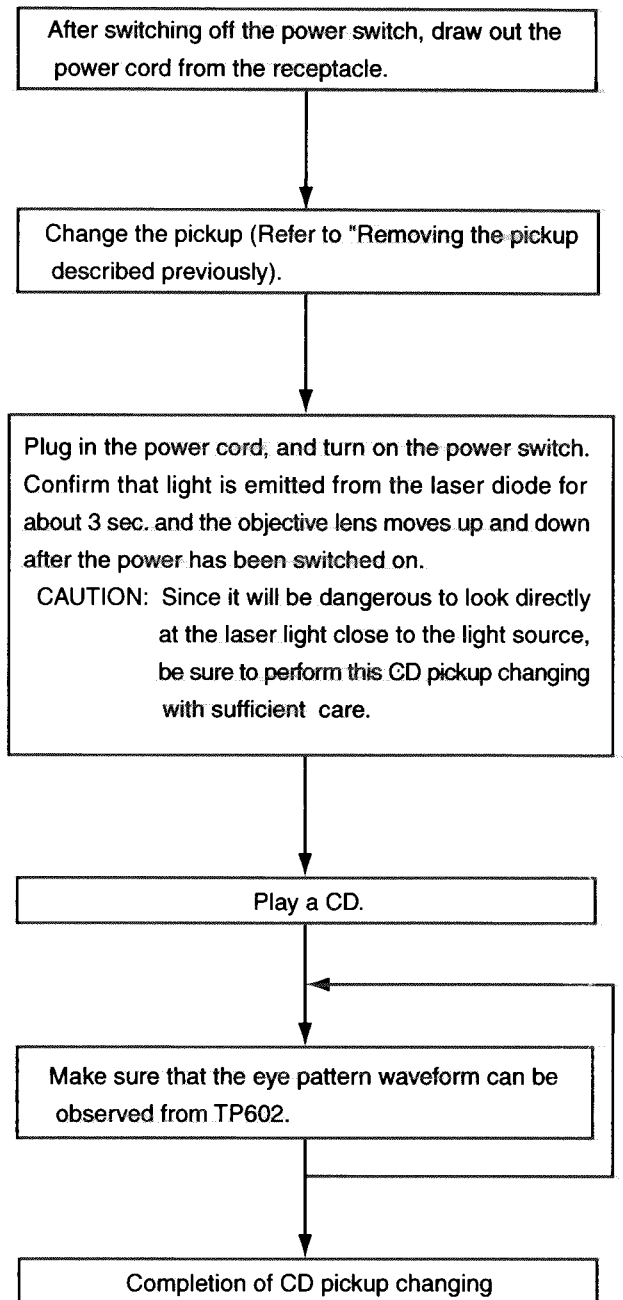 After switching off the power switch, draw out the
power cord from the receptacle.
Change the pickup (Refer to "Removing the pickup
described previously).
Plug in the power cord, and turn on the power switch.
Confirm that light is emitted from the laser diode for
about 3 sec. and the objective lens moves up and down
after the power has been switched on.
CAUTION: Since it will be dangerous to look directly
at the laser light close to the light source,
be sure to perform this CD pickup changing
with sufficient care.
Play a CD.
Make sure that the eye pattern waveform can be
observed from TP602.
Completion of CD pickup changing